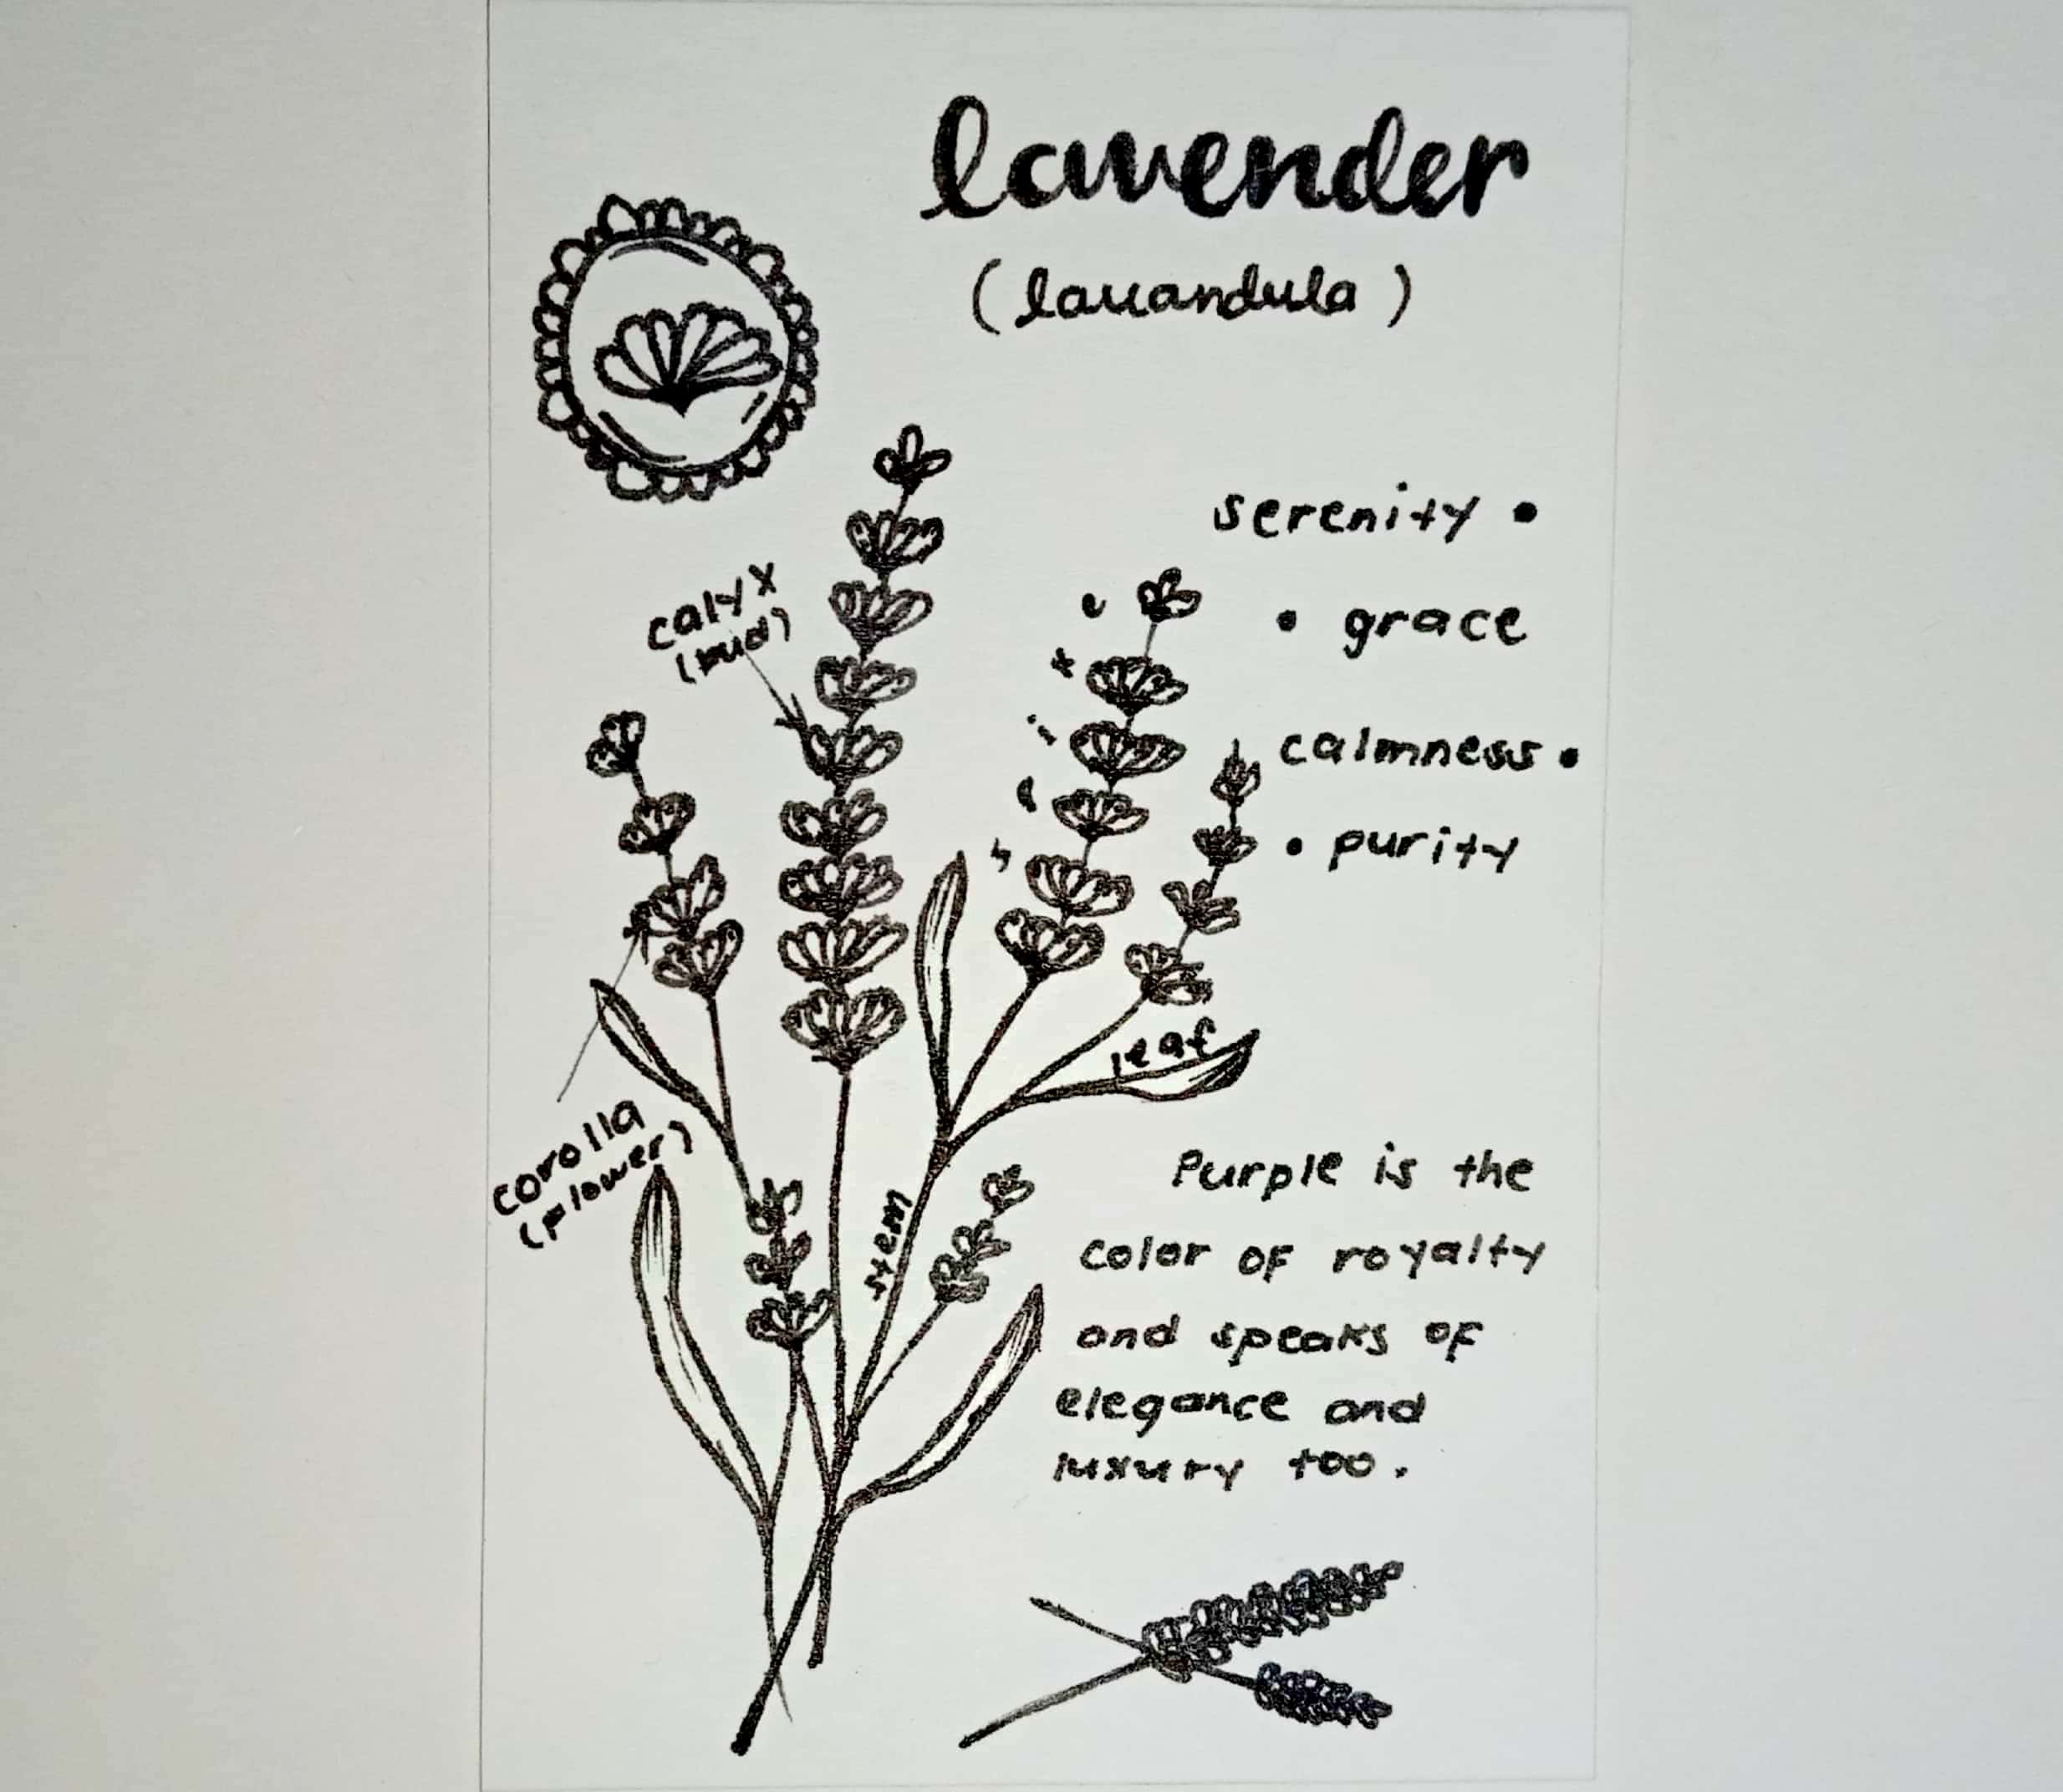 lavender
(lavandula)
serenity •
• grace
calyx
(bud)
spike
calmness •
• purity
leaf
corolla
(flower)
stem
Purple is the
color of royalty
and speaks of
elegance and
luxury too.